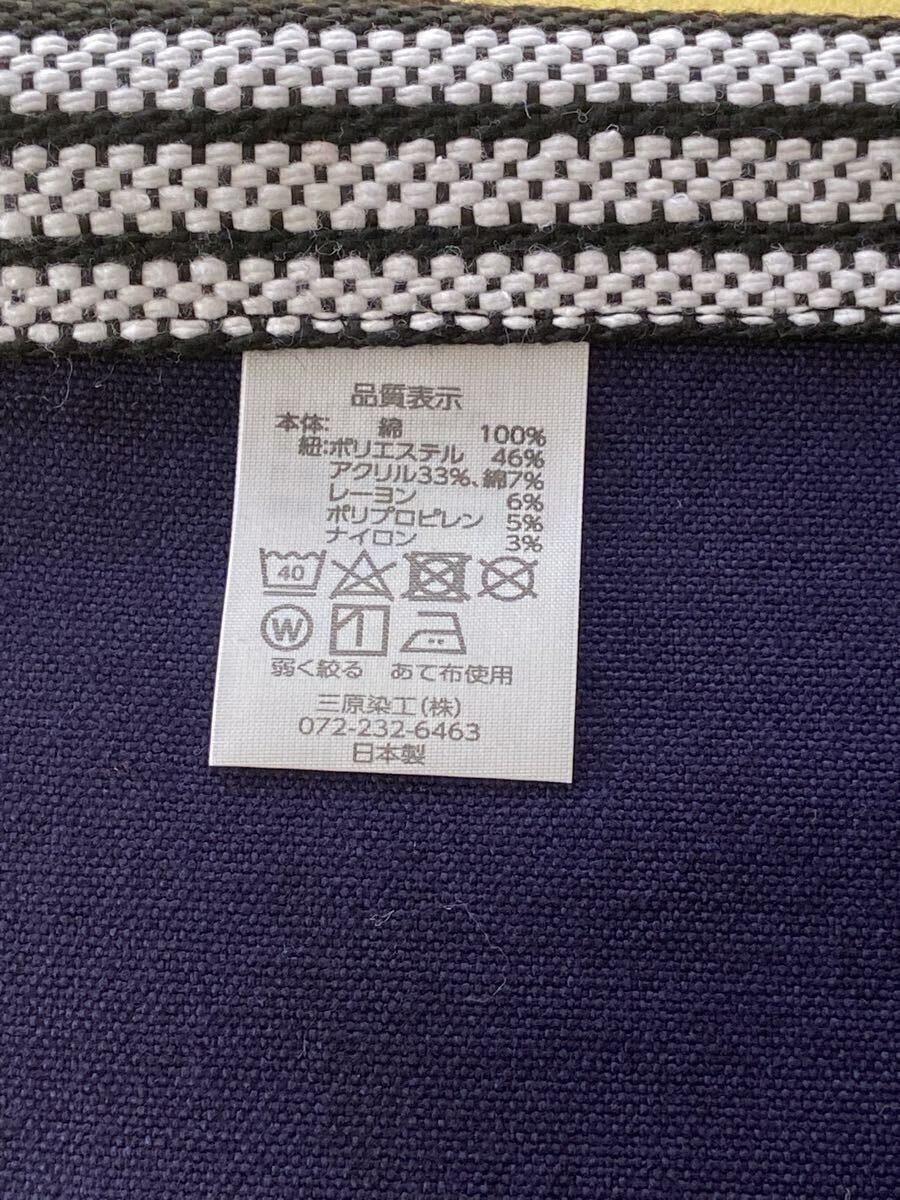 品質表示
本体: 綿 100%
紐:ポリエステル 46%
アクリル33%、綿7%
レーヨン 6%
ポリプロピレン 5%
ナイロン 3%
40
W
弱く絞る あて布使用
三原染工(株)
072-232-6463
日本製